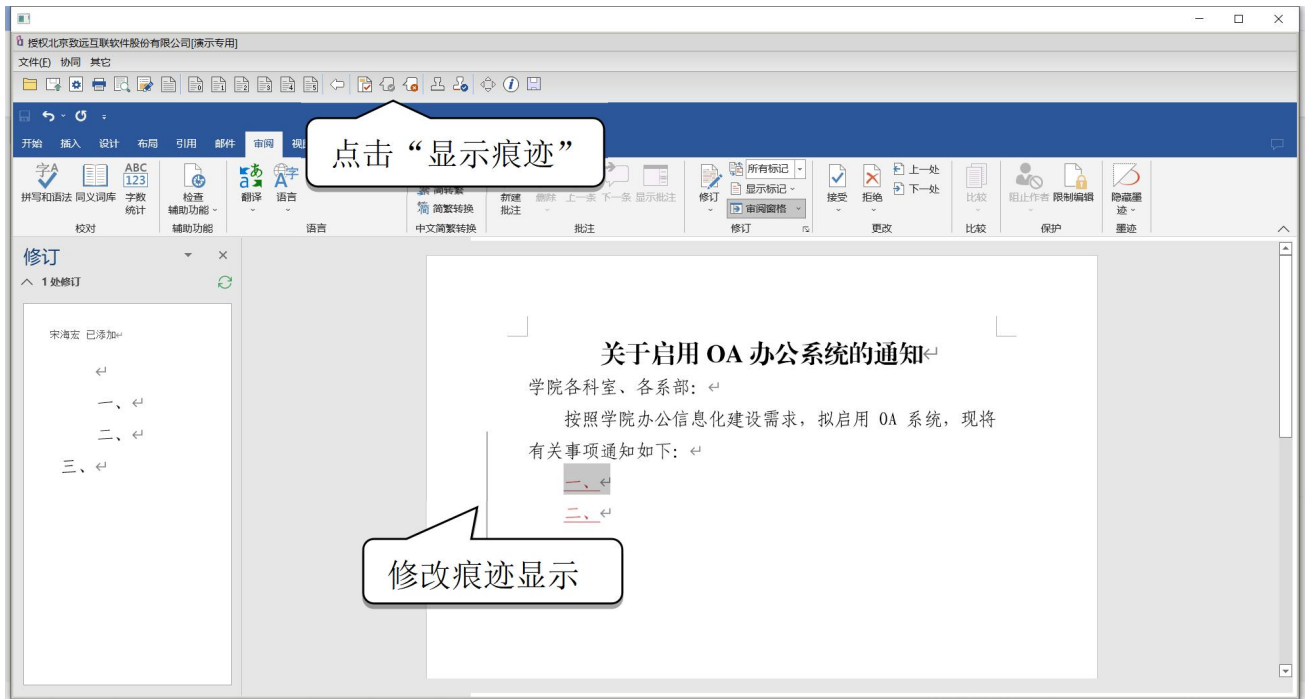 授权北京致远互联软件股份有限公司[演示专用]
文件(F) 协同 其它
开始 插入 设计 布局 引用 邮件 审阅
点击“显示痕迹”
拼写和语法 同义词库 字数统计 检查辅助功能 翻译 语言 简转繁 简繁转换 新建批注 删除 上一条 下一条 显示批注 修订 所有标记 显示标记 审阅窗格 接受 拒绝 上一处 下一处 比较 阻止作者 限制编辑 隐藏墨迹
校对 辅助功能 语言 中文简繁转换 批注 修订 更改 比较 保护 墨迹
修订
1 处修订
宋海宏 已添加
一、
二、
三、
关于启用 OA 办公系统的通知
学院各科室、各系部：
按照学院办公信息化建设需求，拟启用 OA 系统，现将
有关事项通知如下：
一、
二、
修改痕迹显示